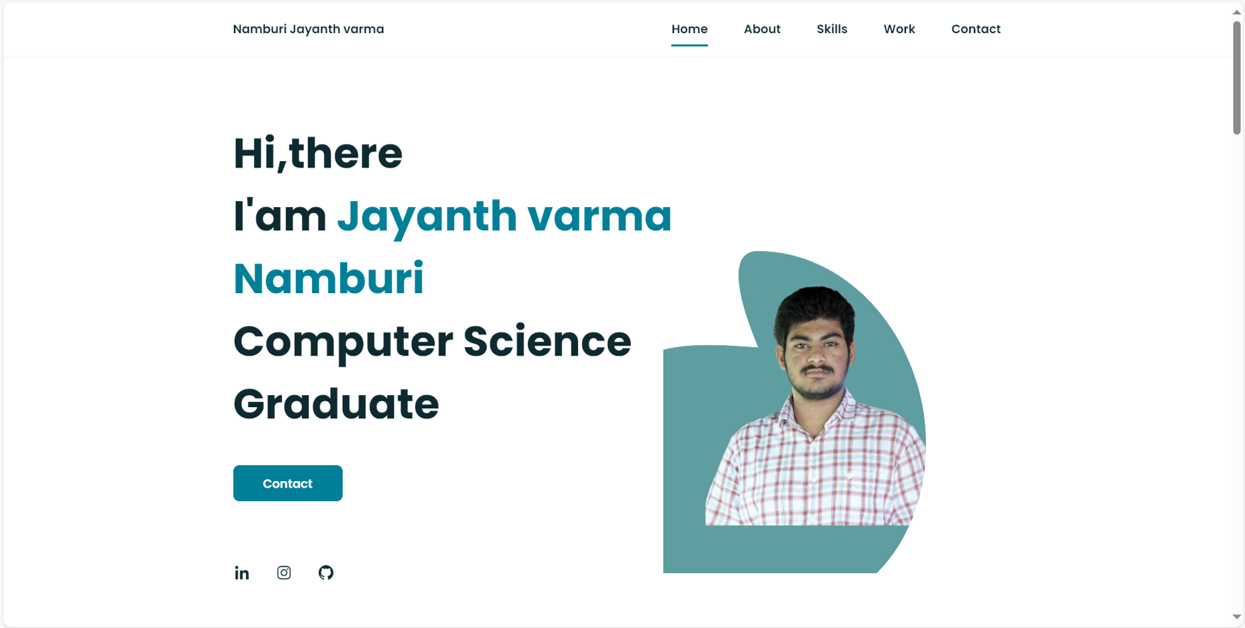 Namburi Jayanth varma
Home About Skills Work Contact
Hi,there
I'am Jayanth varma
Namburi
Computer Science
Graduate
Contact
in